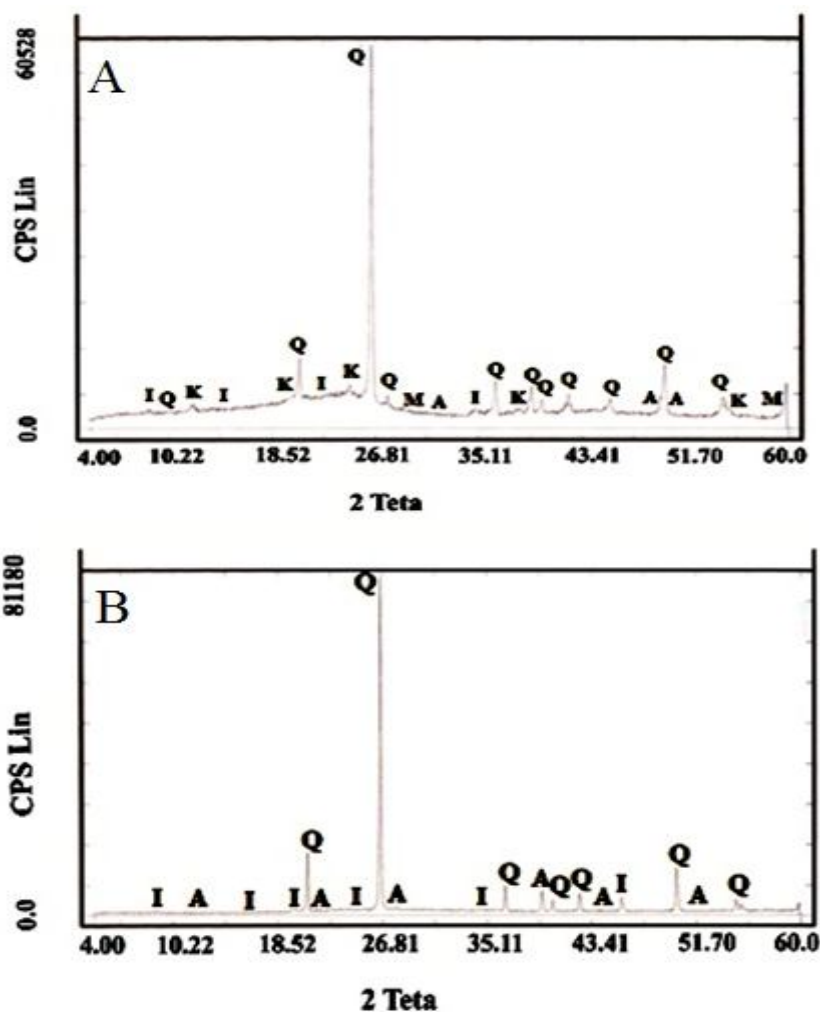 60528
A
Q
CPS Lin
Q
I Q K I K I K Q M A I Q K Q Q Q Q A Q A Q K M
0.0
4.00 10.22 18.52 26.81 35.11 43.41 51.70 60.0
2 Teta
81180
B
Q
CPS Lin
Q
I A I I A I A I Q A Q Q A I Q A Q
0.0
4.00 10.22 18.52 26.81 35.11 43.41 51.70 60.0
2 Teta